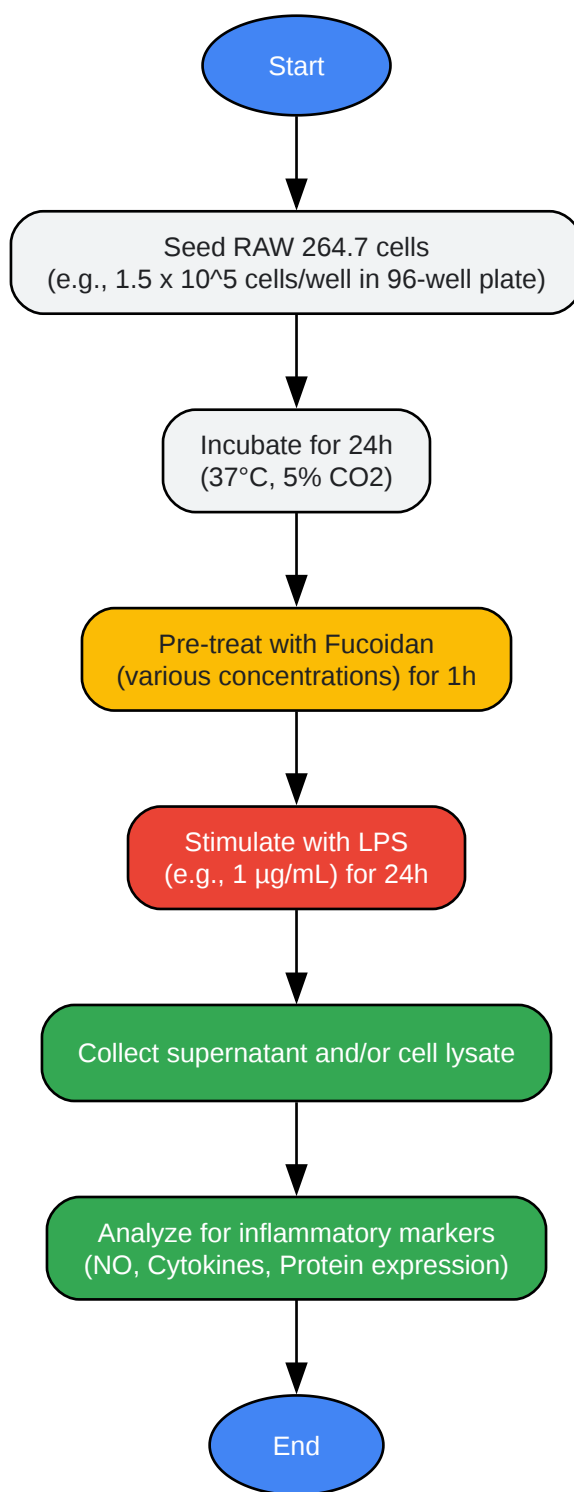 Start
Seed RAW 264.7 cells
(e.g., 1.5 x 10^5 cells/well in 96-well plate)
Incubate for 24h
(37°C, 5% CO2)
Pre-treat with Fucoidan
(various concentrations) for 1h
Stimulate with LPS
(e.g., 1 µg/mL) for 24h
Collect supernatant and/or cell lysate
Analyze for inflammatory markers
(NO, Cytokines, Protein expression)
End